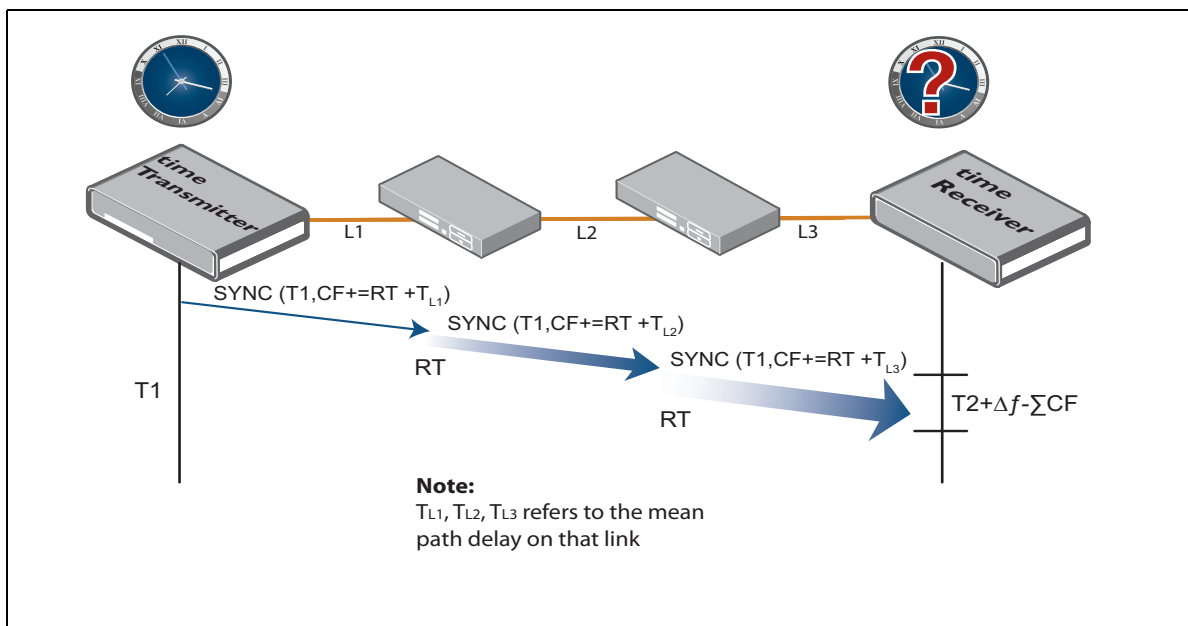 time
Transmitter
time
Receiver
?
L1
L2
L3
SYNC (T1,CF+=RT +TL1)
SYNC (T1,CF+=RT +TL2)
SYNC (T1,CF+=RT +TL3)
RT
RT
T1
T2+Δf-∑CF
Note:
TL1, TL2, TL3 refers to the mean
path delay on that link